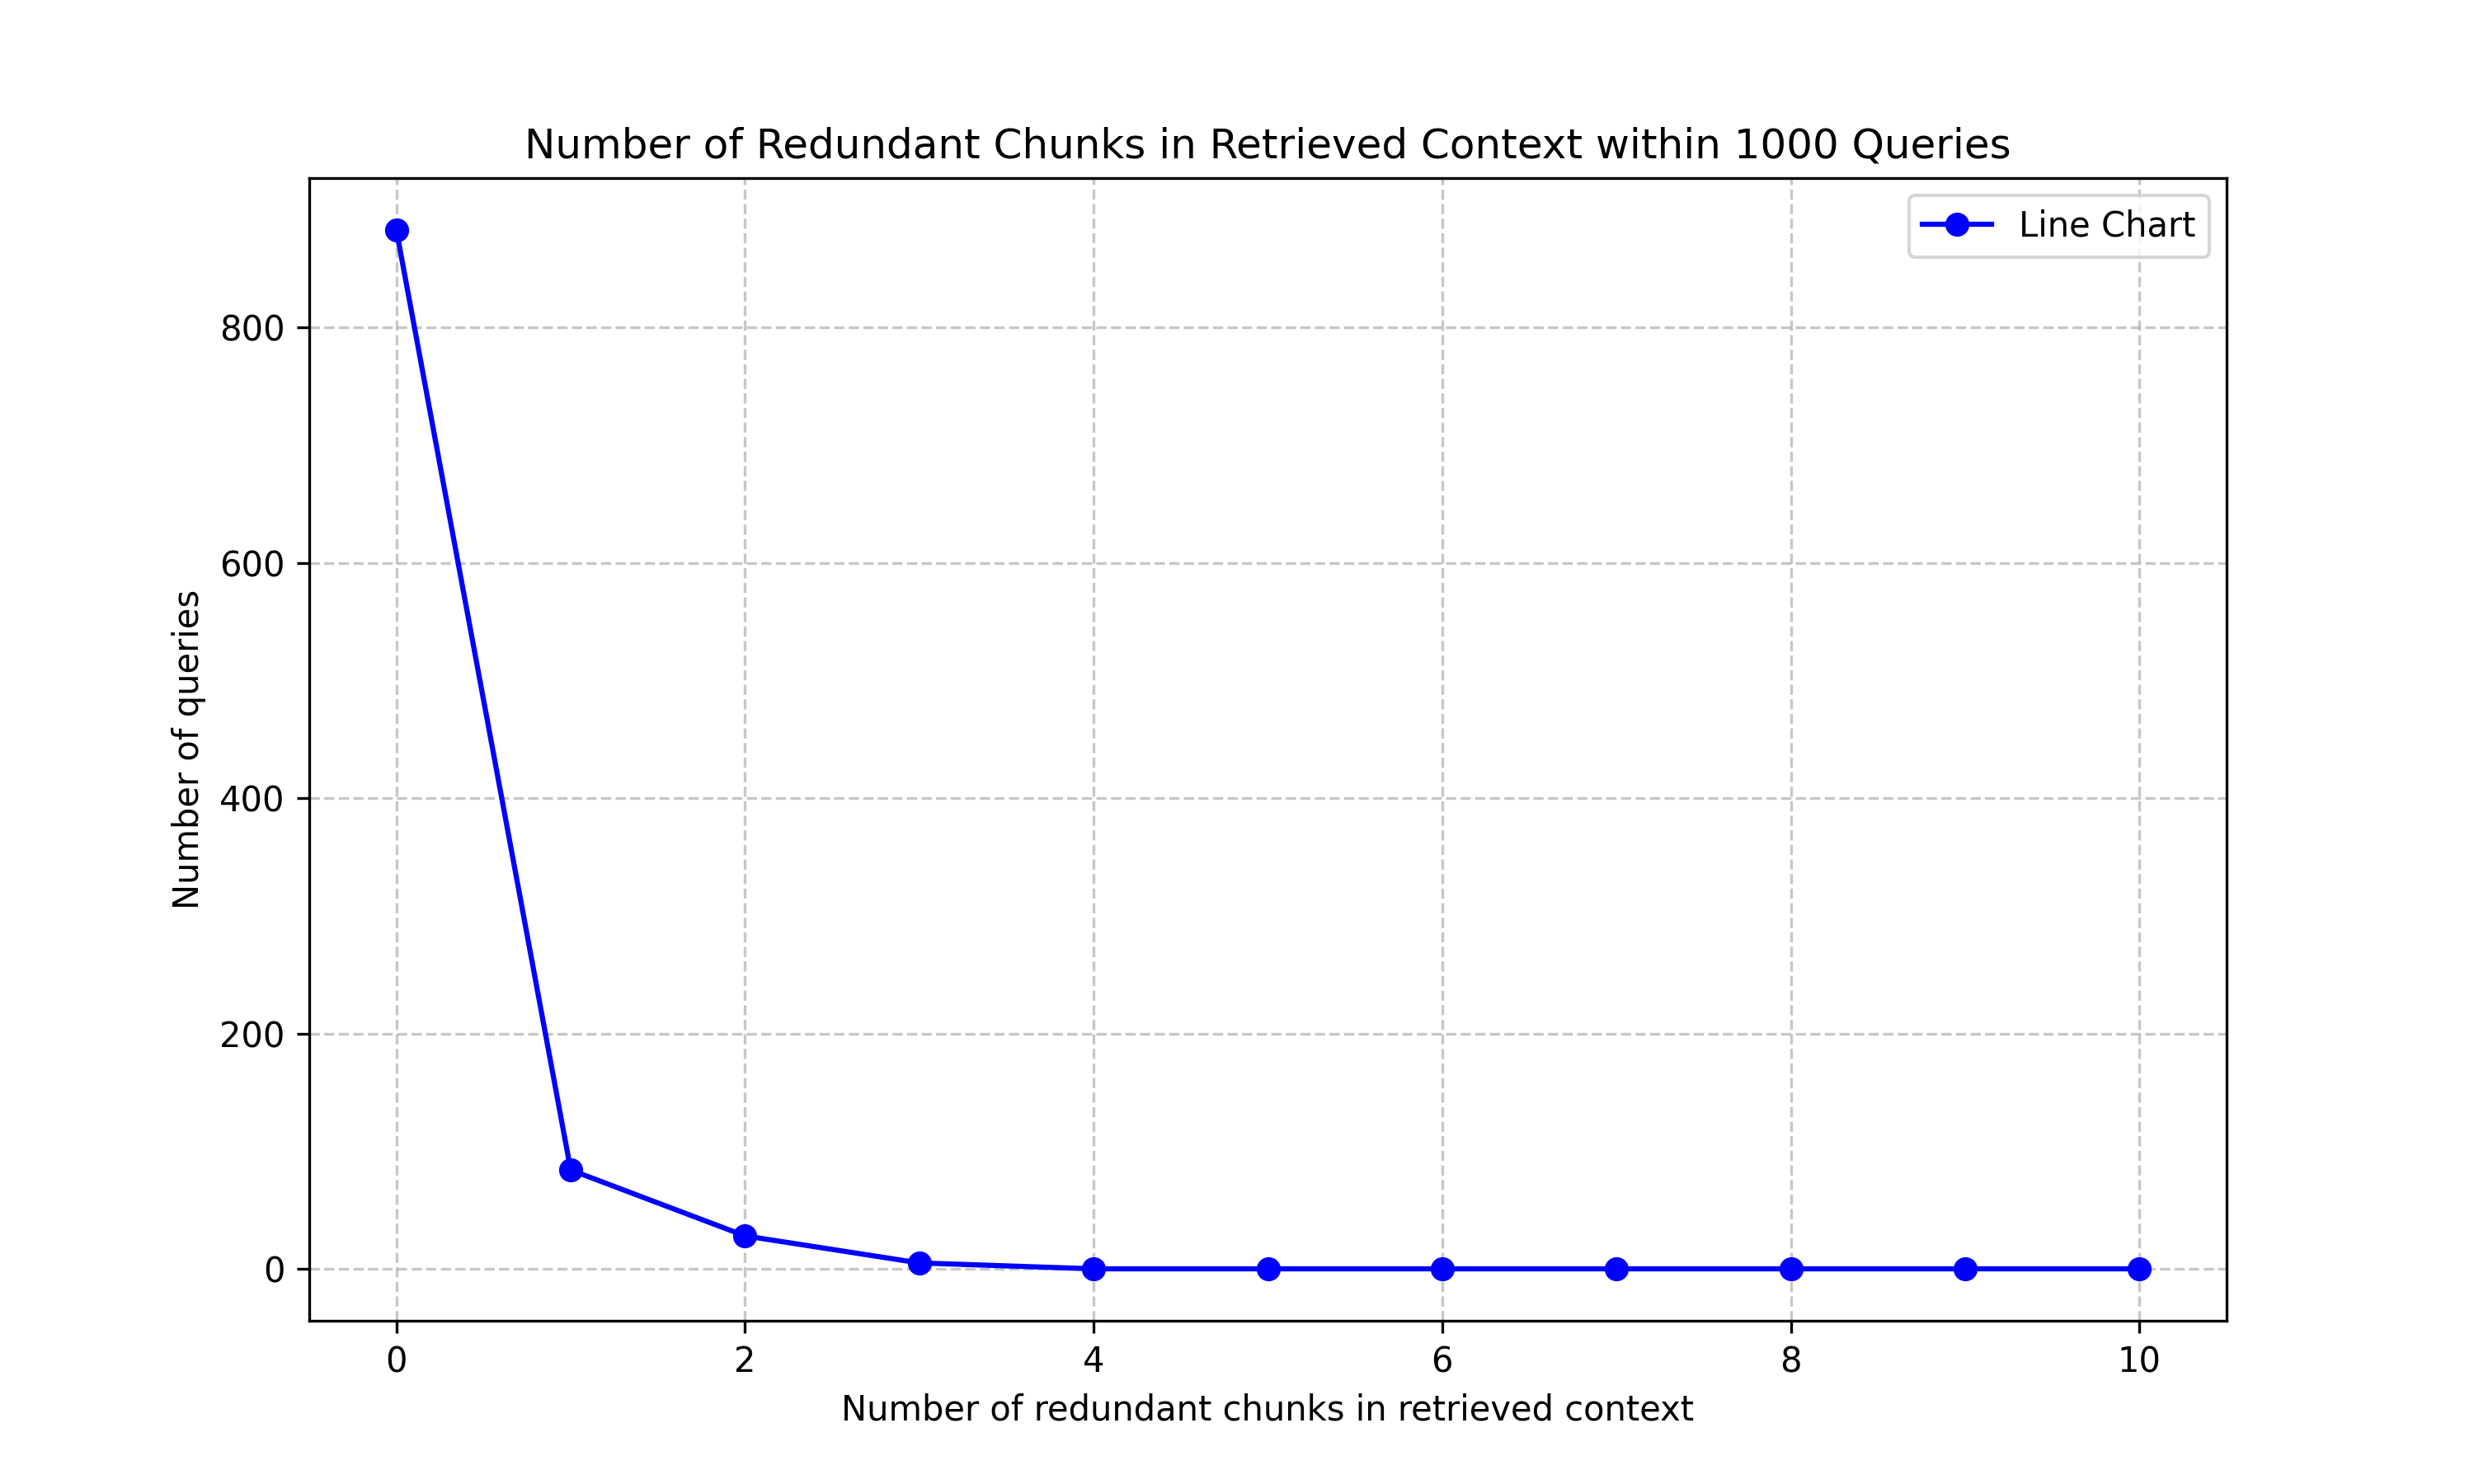 Number of Redundant Chunks in Retrieved Context within 1000 Queries
Line Chart
Number of queries
800
600
400
200
0
0 2 4 6 8 10
Number of redundant chunks in retrieved context